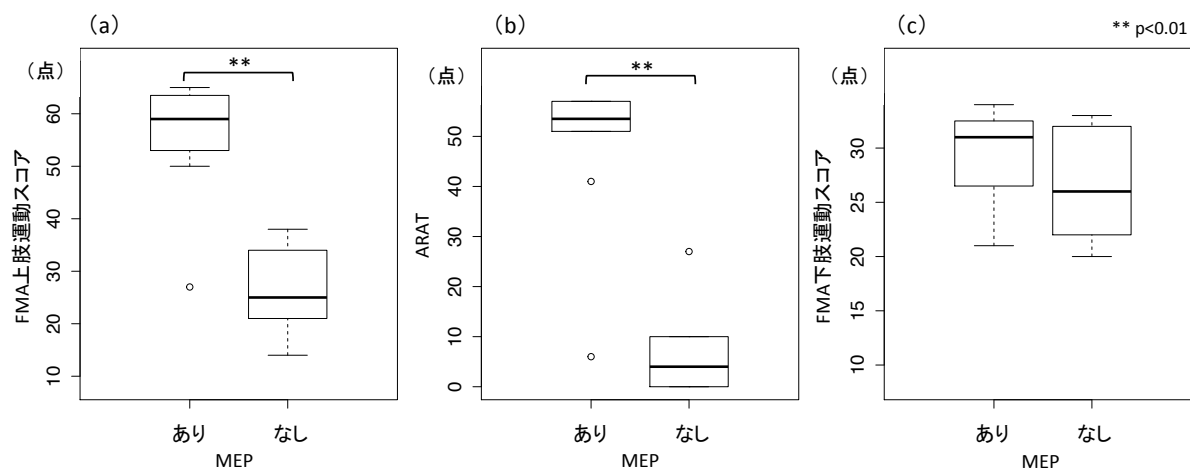 (a)
(点)
**
FMA上肢運動スコア
60
50
40
30
20
10
あり
なし
MEP
(b)
(点)
**
ARAT
50
40
30
20
10
0
あり
なし
MEP
(c)
** p<0.01
(点)
FMA下肢運動スコア
30
25
20
15
10
あり
なし
MEP